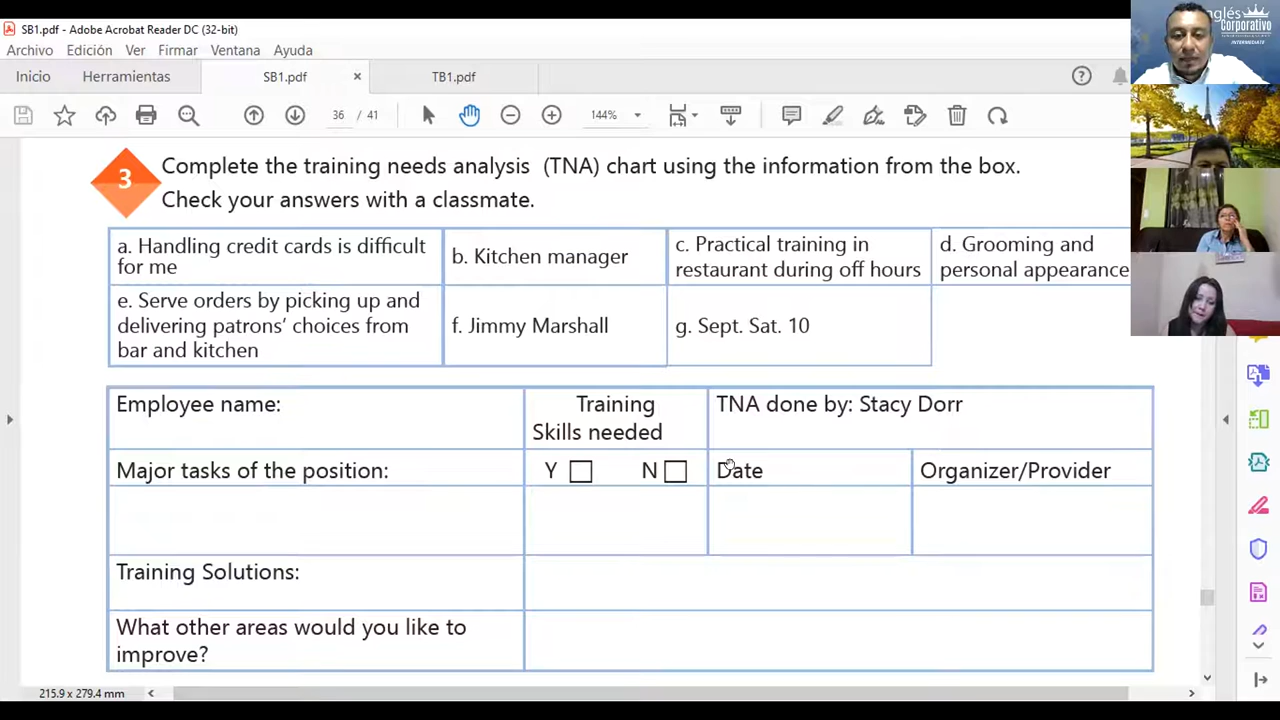 SB1.pdf - Adobe Acrobat Reader DC (32-bit)
Archivo Edición Ver Firmar Ventana Ayuda
Inicio Herramientas SB1.pdf × TB1.pdf
36 / 41 144%
3 Complete the training needs analysis (TNA) chart using the information from the box.
Check your answers with a classmate.
a. Handling credit cards is difficult
for me
b. Kitchen manager
c. Practical training in
restaurant during off hours
d. Grooming and
personal appearance
e. Serve orders by picking up and
delivering patrons' choices from
bar and kitchen
f. Jimmy Marshall
g. Sept. Sat. 10
Employee name:
Training
Skills needed
TNA done by: Stacy Dorr
Major tasks of the position:
Y N
Date
Organizer/Provider
Training Solutions:
What other areas would you like to
improve?
215.9 x 279.4 mm
Corporativo
INTERMEDIATE